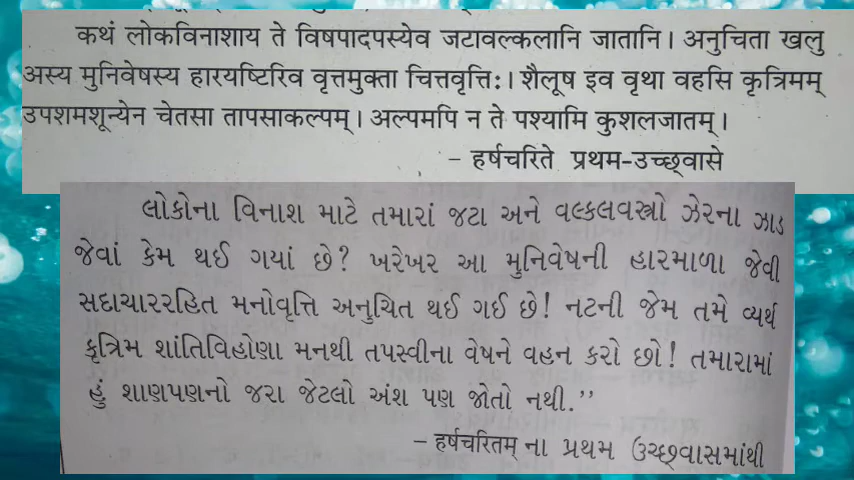 कथं लोकविनाशाय ते विषपादपस्येव जटावल्कलानि जातानि। अनुचिता खलु
अस्य मुनिवेषस्य हारयष्टिरिव वृत्तमुक्ता चित्तवृत्तिः। शैलूष इव वृथा वहसि कृत्रिमम्
उपशमशून्येन चेतसा तापसाकल्पम्। अल्पमपि न ते पश्यामि कुशलजातम्।
– हर्षचरिते प्रथम-उच्छ्वासे
લોકોના વિનાશ માટે તમારાં જટા અને વલ્કલવસ્ત્રો ઝેરના ઝાડ
જેવાં કેમ થઈ ગયાં છે? ખરેખર આ મુનિવેષની હારમાળા જેવી
સદાચારરહિત મનોવૃત્તિ અનુચિત થઈ ગઈ છે! નટની જેમ તમે વ્યર્થ
કૃત્રિમ શાંતિવિહોણા મનથી તપસ્વીના વેષને વહન કરો છો! તમારામાં
હું શાણપણનો જરા જેટલો અંશ પણ જોતો નથી.”
– हर्षचरितम् ના પ્રથમ ઉચ્છ્વાસમાંથી